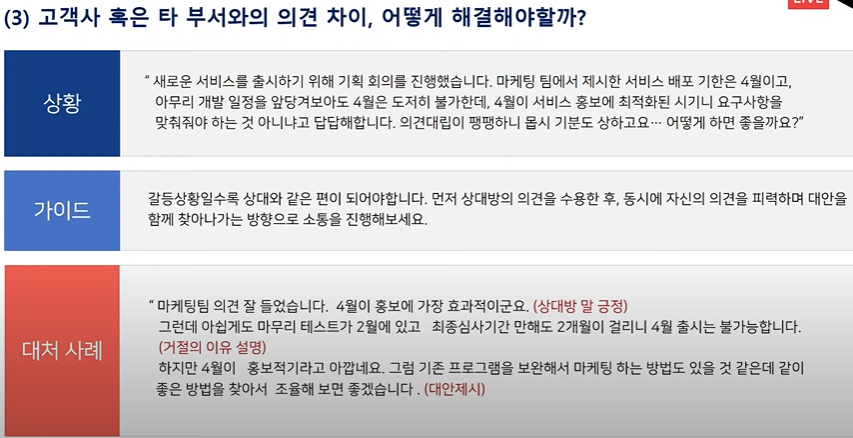 LIVE
(3) 고객사 혹은 타 부서와의 의견 차이, 어떻게 해결해야할까?
상황
“ 새로운 서비스를 출시하기 위해 기획 회의를 진행했습니다. 마케팅 팀에서 제시한 서비스 배포 기한은 4월이고,
아무리 개발 일정을 앞당겨보아도 4월은 도저히 불가한데, 4월이 서비스 홍보에 최적화된 시기니 요구사항을
맞춰줘야 하는 것 아니냐고 답답해합니다. 의견대립이 팽팽하니 몹시 기분도 상하고요… 어떻게 하면 좋을까요?”
가이드
갈등상황일수록 상대와 같은 편이 되어야합니다. 먼저 상대방의 의견을 수용한 후, 동시에 자신의 의견을 피력하며 대안을
함께 찾아나가는 방향으로 소통을 진행해보세요.
대처 사례
“ 마케팅팀 의견 잘 들었습니다. 4월이 홍보에 가장 효과적이군요. (상대방 말 긍정)
그런데 아쉽게도 마무리 테스트가 2월에 있고 최종심사기간 만해도 2개월이 걸리니 4월 출시는 불가능합니다.
(거절의 이유 설명)
하지만 4월이 홍보적기라고 아깝네요. 그럼 기존 프로그램을 보완해서 마케팅 하는 방법도 있을 것 같은데 같이
좋은 방법을 찾아서 조율해 보면 좋겠습니다 . (대안제시)